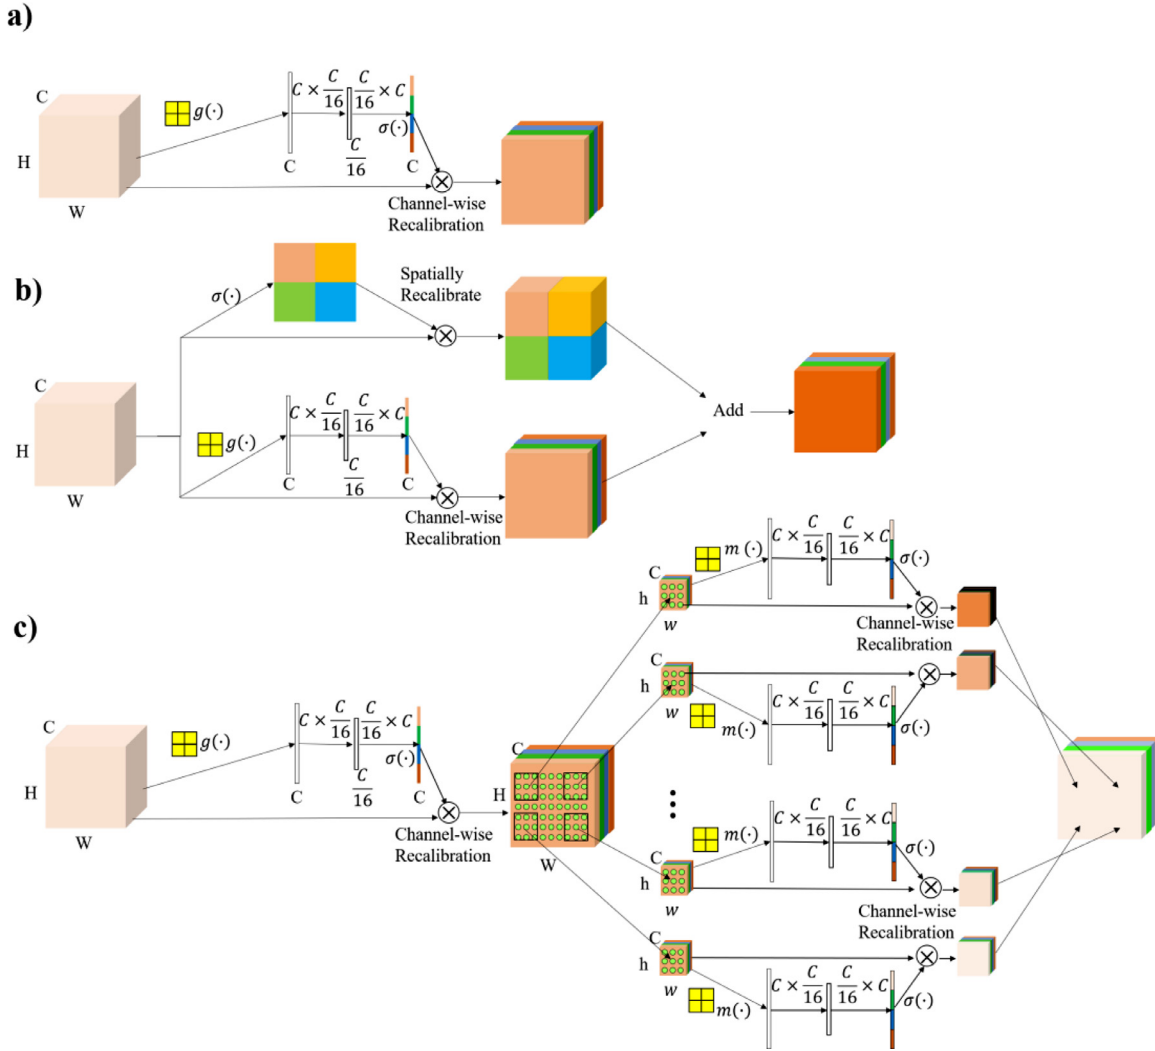 a)
C
H
W
g(·)
C × C/16
C/16 × C
σ(·)
C
C/16
C
Channel-wise
Recalibration
b)
σ(·)
Spatially
Recalibrate
C
H
W
g(·)
C × C/16
C/16 × C
C
C/16
C
Channel-wise
Recalibration
Add
c)
C
H
W
g(·)
C × C/16
C/16 × C
σ(·)
C
C/16
C
Channel-wise
Recalibration
C
H
W
C
h
w
m (·)
C × C/16
C/16 × C
σ(·)
Channel-wise
Recalibration
C
h
w
m(·)
C × C/16
C/16 × C
σ(·)
C
h
w
m(·)
C × C/16
C/16 × C
σ(·)
Channel-wise
Recalibration
C
h
w
m(·)
C × C/16
C/16 × C
σ(·)